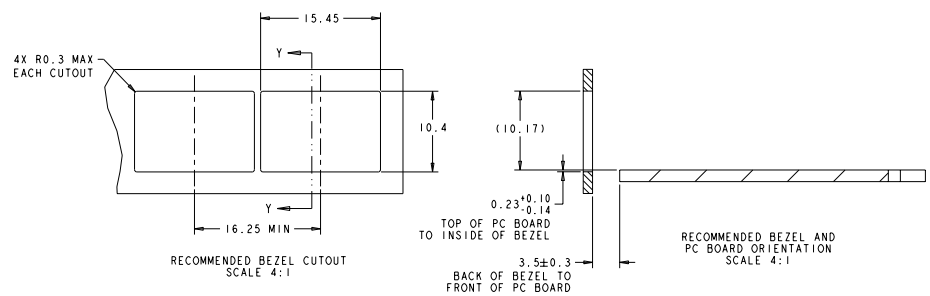 15.45
Y
4X R0.3 MAX
EACH CUTOUT
10.4
(10.17)
0.23 +0.10 -0.14
TOP OF PC BOARD
TO INSIDE OF BEZEL
Y
16.25 MIN
RECOMMENDED BEZEL CUTOUT
SCALE 4:1
3.5±0.3
BACK OF BEZEL TO
FRONT OF PC BOARD
RECOMMENDED BEZEL AND
PC BOARD ORIENTATION
SCALE 4:1